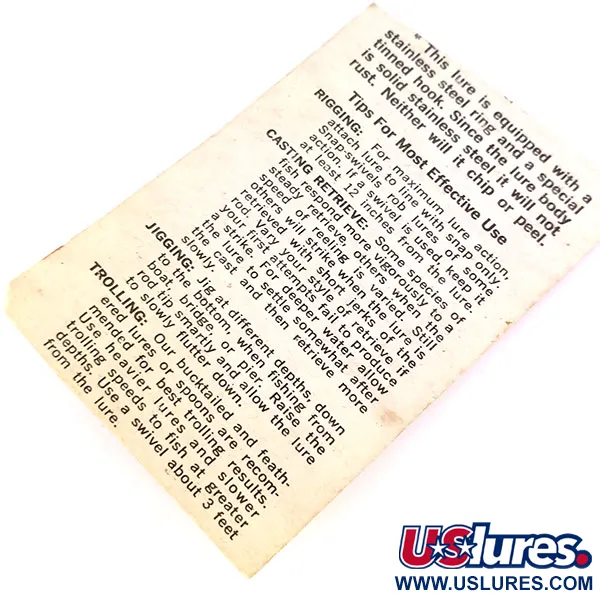 * This lure is equipped with a
stainless steel ring and a special
tinned hook. Since the lure body
is solid stainless steel it will not
rust. Neither will it chip or peel.
Tips For Most Effective Use
RIGGING: For maximum lure action,
attach lure to line with snap only.
Snap-swivels rob lures of some
action. If a swivel is used, keep it
at least 12 inches from the lure.
CASTING RETRIEVE: Some species of
fish respond more vigorously to a
steady retrieve, others when the
speed of reeling is varied. Still
others will strike when the lure is
retrieved with short jerks of the
rod. Vary your style of retrieve if
your first attempts fail to produce
a strike. For deeper water allow
the lure to settle somewhat after
the cast and then retrieve more
slowly.
JIGGING: Jig at different depths, down
to the bottom, when fishing from
boat, bridge, or pier. Raise the
rod tip smartly and allow the lure
to slowly flutter down.
TROLLING: Our bucktailed and feath-
ered lures or spoons are recom-
mended for best trolling results.
Use heavier lures and slower
trolling speeds to fish at greater
depths. Use a swivel about 3 feet
from the lure.
USlures.
WWW.USLURES.COM